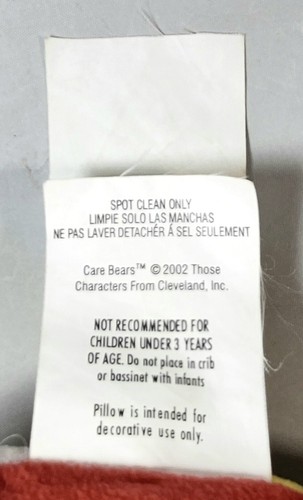 SPOT CLEAN ONLY
LIMPIE SOLO LAS MANCHAS
NE PAS LAVER DETACHER Á SEL SEULEMENT
Care Bears™ © 2002 Those
Characters From Cleveland, Inc.
NOT RECOMMENDED FOR
CHILDREN UNDER 3 YEARS
OF AGE. Do not place in crib
or bassinet with infants
Pillow is intended for
decorative use only.